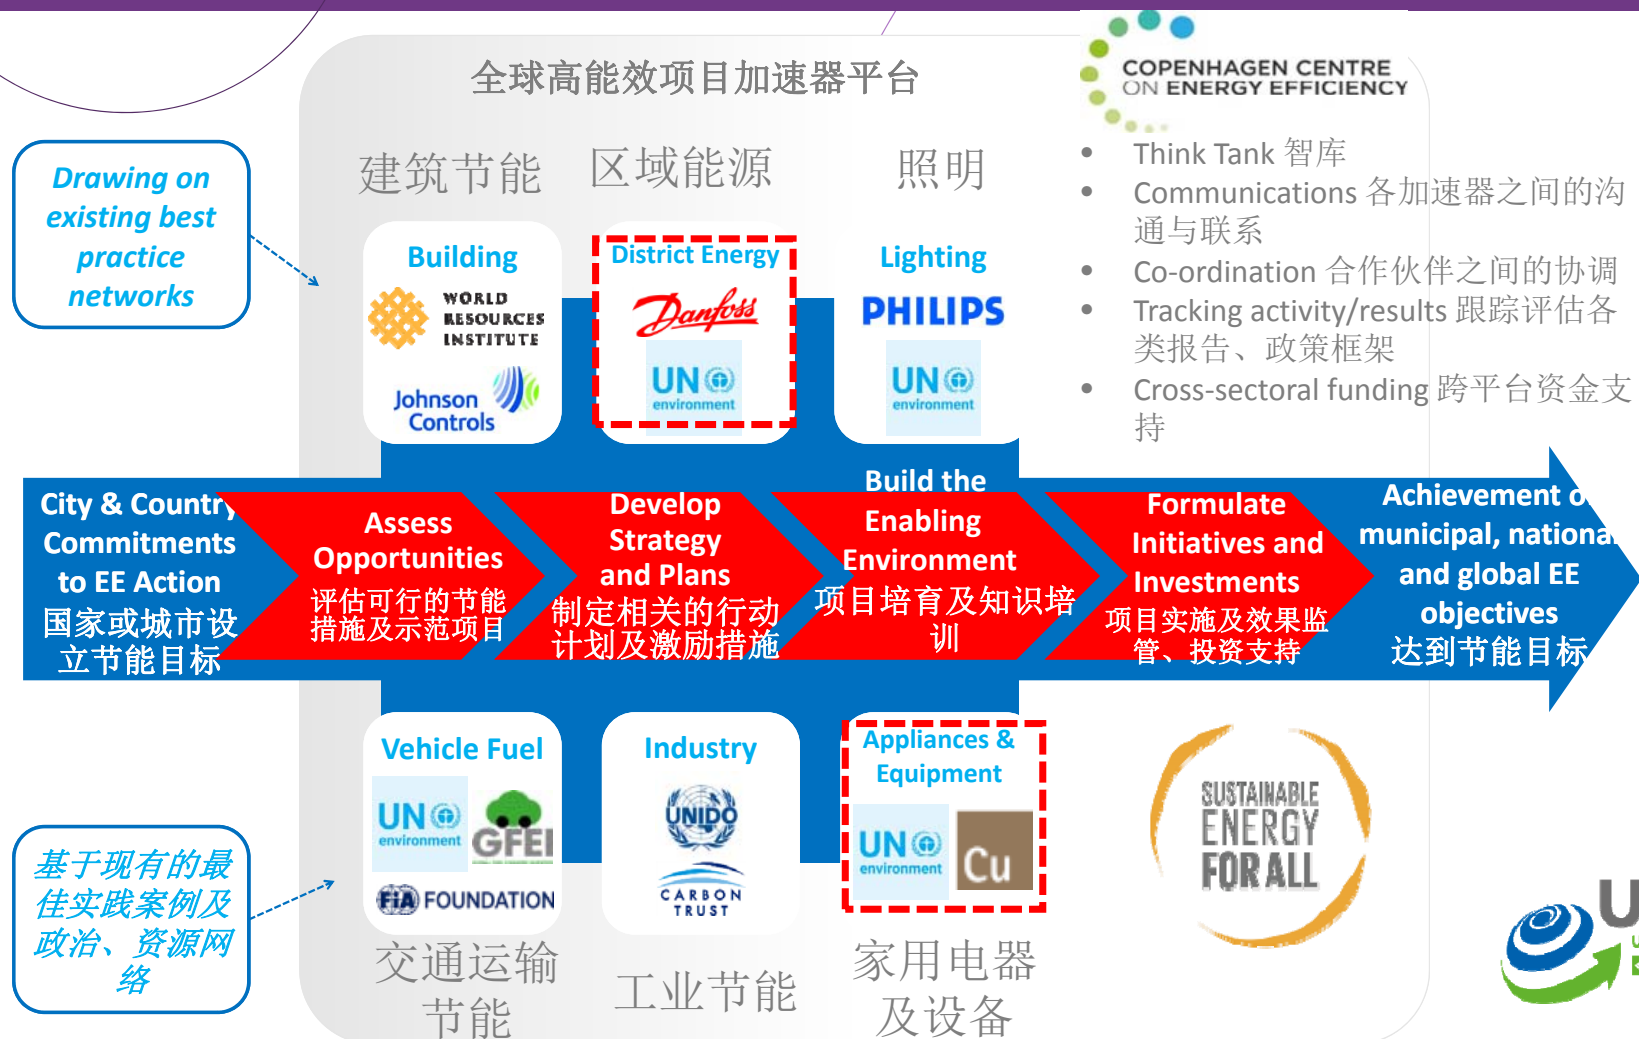 全球高能效项目加速器平台
COPENHAGEN CENTRE
ON ENERGY EFFICIENCY
Drawing on
existing best
practice
networks
建筑节能
区域能源
照明
• Think Tank 智库
• Communications 各加速器之间的沟
通与联系
• Co-ordination 合作伙伴之间的协调
• Tracking activity/results 跟踪评估各
类报告、政策框架
• Cross-sectoral funding 跨平台资金支
持
Building
WORLD
RESOURCES
INSTITUTE
Johnson
Controls
District Energy
Danfoss
UN
environment
Lighting
PHILIPS
UN
environment
City & Country
Commitments
to EE Action
国家或城市设
立节能目标
Assess
Opportunities
评估可行的节能
措施及示范项目
Develop
Strategy
and Plans
制定相关的行动
计划及激励措施
Build the
Enabling
Environment
项目培育及知识培
训
Formulate
Initiatives and
Investments
项目实施及效果监
管、投资支持
Achievement of
municipal, national
and global EE
objectives
达到节能目标
Vehicle Fuel
UN
environment
GFEI
FiA FOUNDATION
Industry
UNIDO
CARBON
TRUST
Appliances &
Equipment
UN
environment
Cu
SUSTAINABLE
ENERGY
FOR ALL
基于现有的最
佳实践案例及
政治、资源网
络
交通运输
节能
工业节能
家用电器
及设备
U